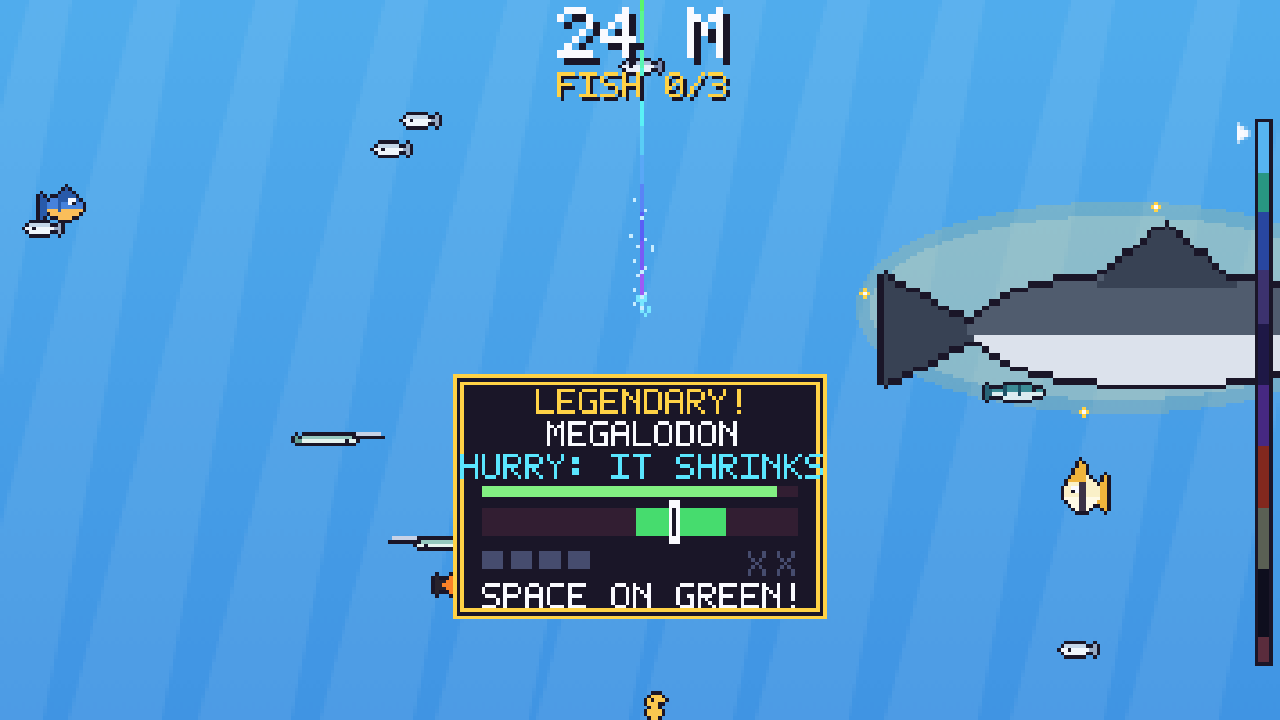 24 M
FISH 0/3
LEGENDARY!
MEGALODON
HURRY: IT SHRINKS
X X
SPACE ON GREEN!